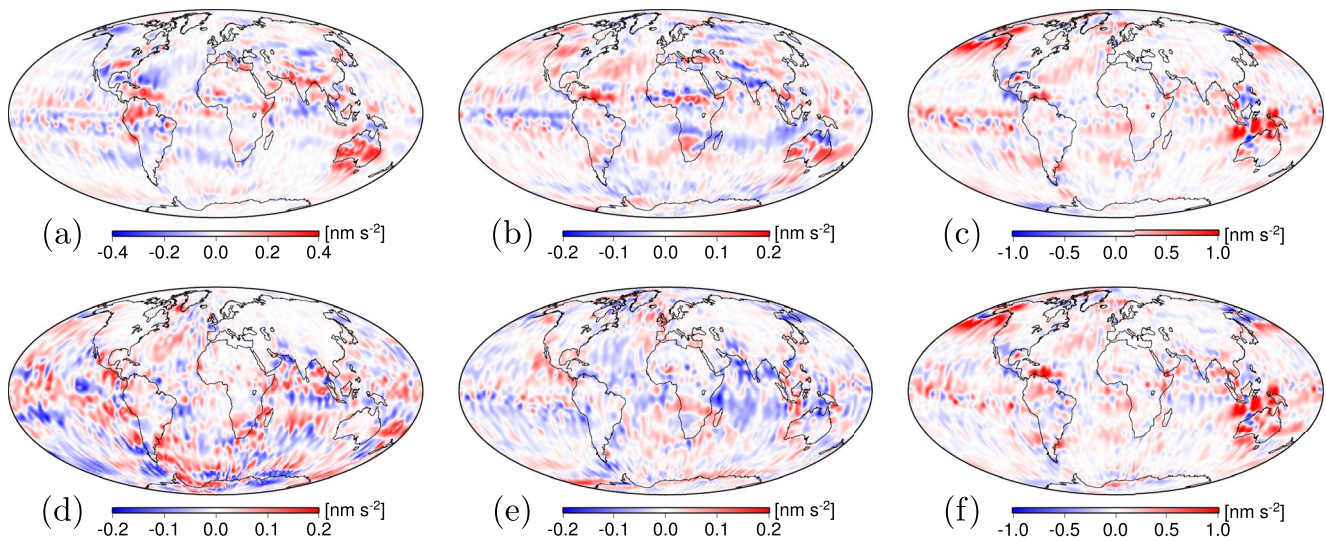 (a) -0.4 -0.2 0.0 0.2 0.4 [nm s⁻²]
(b) -0.2 -0.1 0.0 0.1 0.2 [nm s⁻²]
(c) -1.0 -0.5 0.0 0.5 1.0 [nm s⁻²]
(d) -0.2 -0.1 0.0 0.1 0.2 [nm s⁻²]
(e) -0.2 -0.1 0.0 0.1 0.2 [nm s⁻²]
(f) -1.0 -0.5 0.0 0.5 1.0 [nm s⁻²]